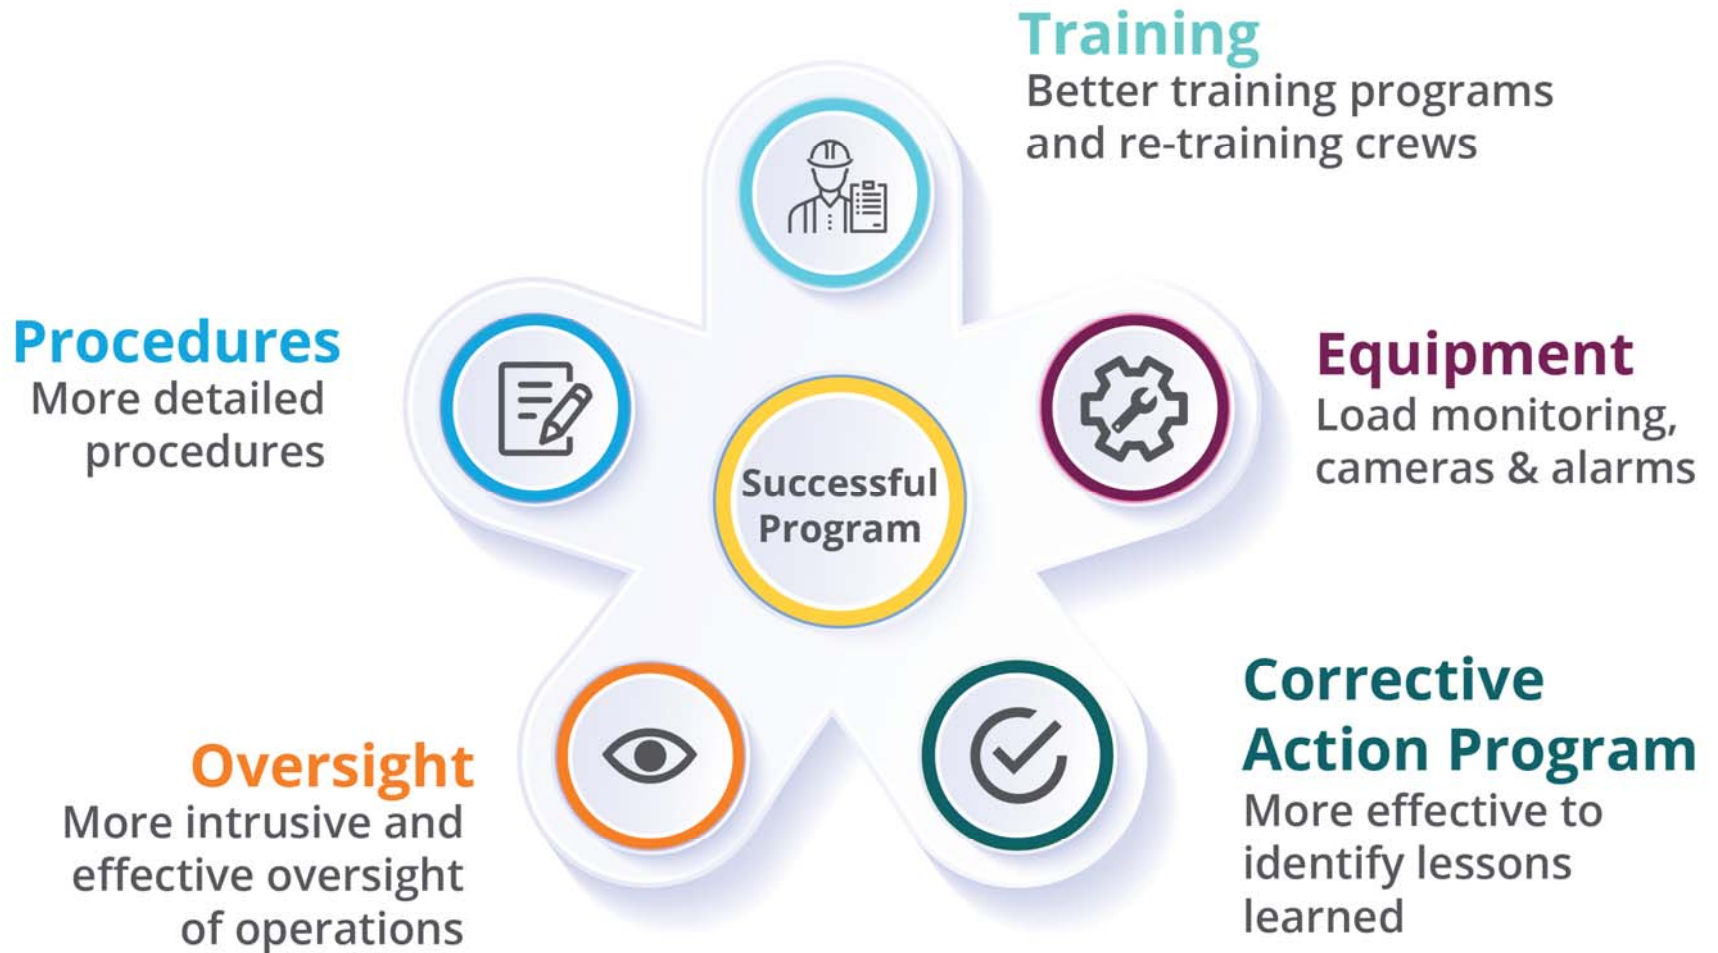 Training
Better training programs
and re-training crews
Procedures
More detailed
procedures
Equipment
Load monitoring,
cameras & alarms
Successful
Program
Oversight
More intrusive and
effective oversight
of operations
Corrective
Action Program
More effective to
identify lessons
learned